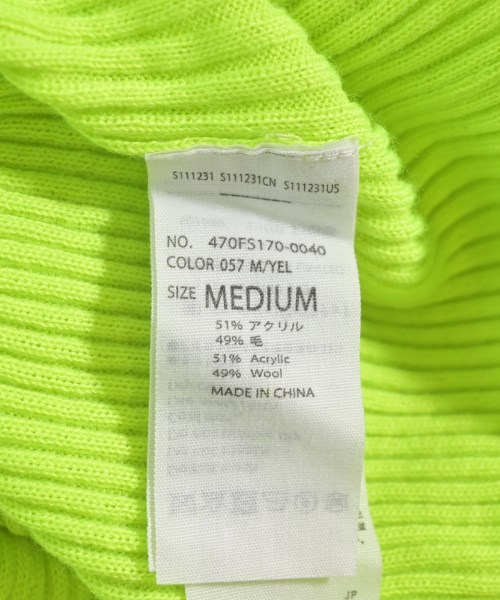 S111231 S111231CN S111231US
NO. 470FS170-0040
COLOR 057 M/YEL
SIZE MEDIUM
51% アクリル
49% 毛
51% Acrylic
49% Wool
MADE IN CHINA
JP